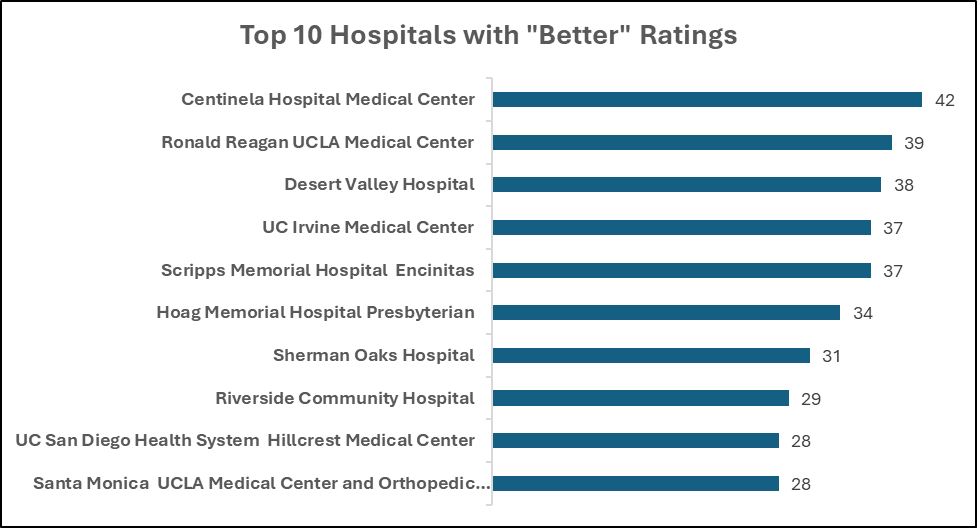 Top 10 Hospitals with "Better" Ratings
Centinela Hospital Medical Center 42
Ronald Reagan UCLA Medical Center 39
Desert Valley Hospital 38
UC Irvine Medical Center 37
Scripps Memorial Hospital  Encinitas 37
Hoag Memorial Hospital Presbyterian 34
Sherman Oaks Hospital 31
Riverside Community Hospital 29
UC San Diego Health System  Hillcrest Medical Center 28
Santa Monica  UCLA Medical Center and Orthopedic... 28